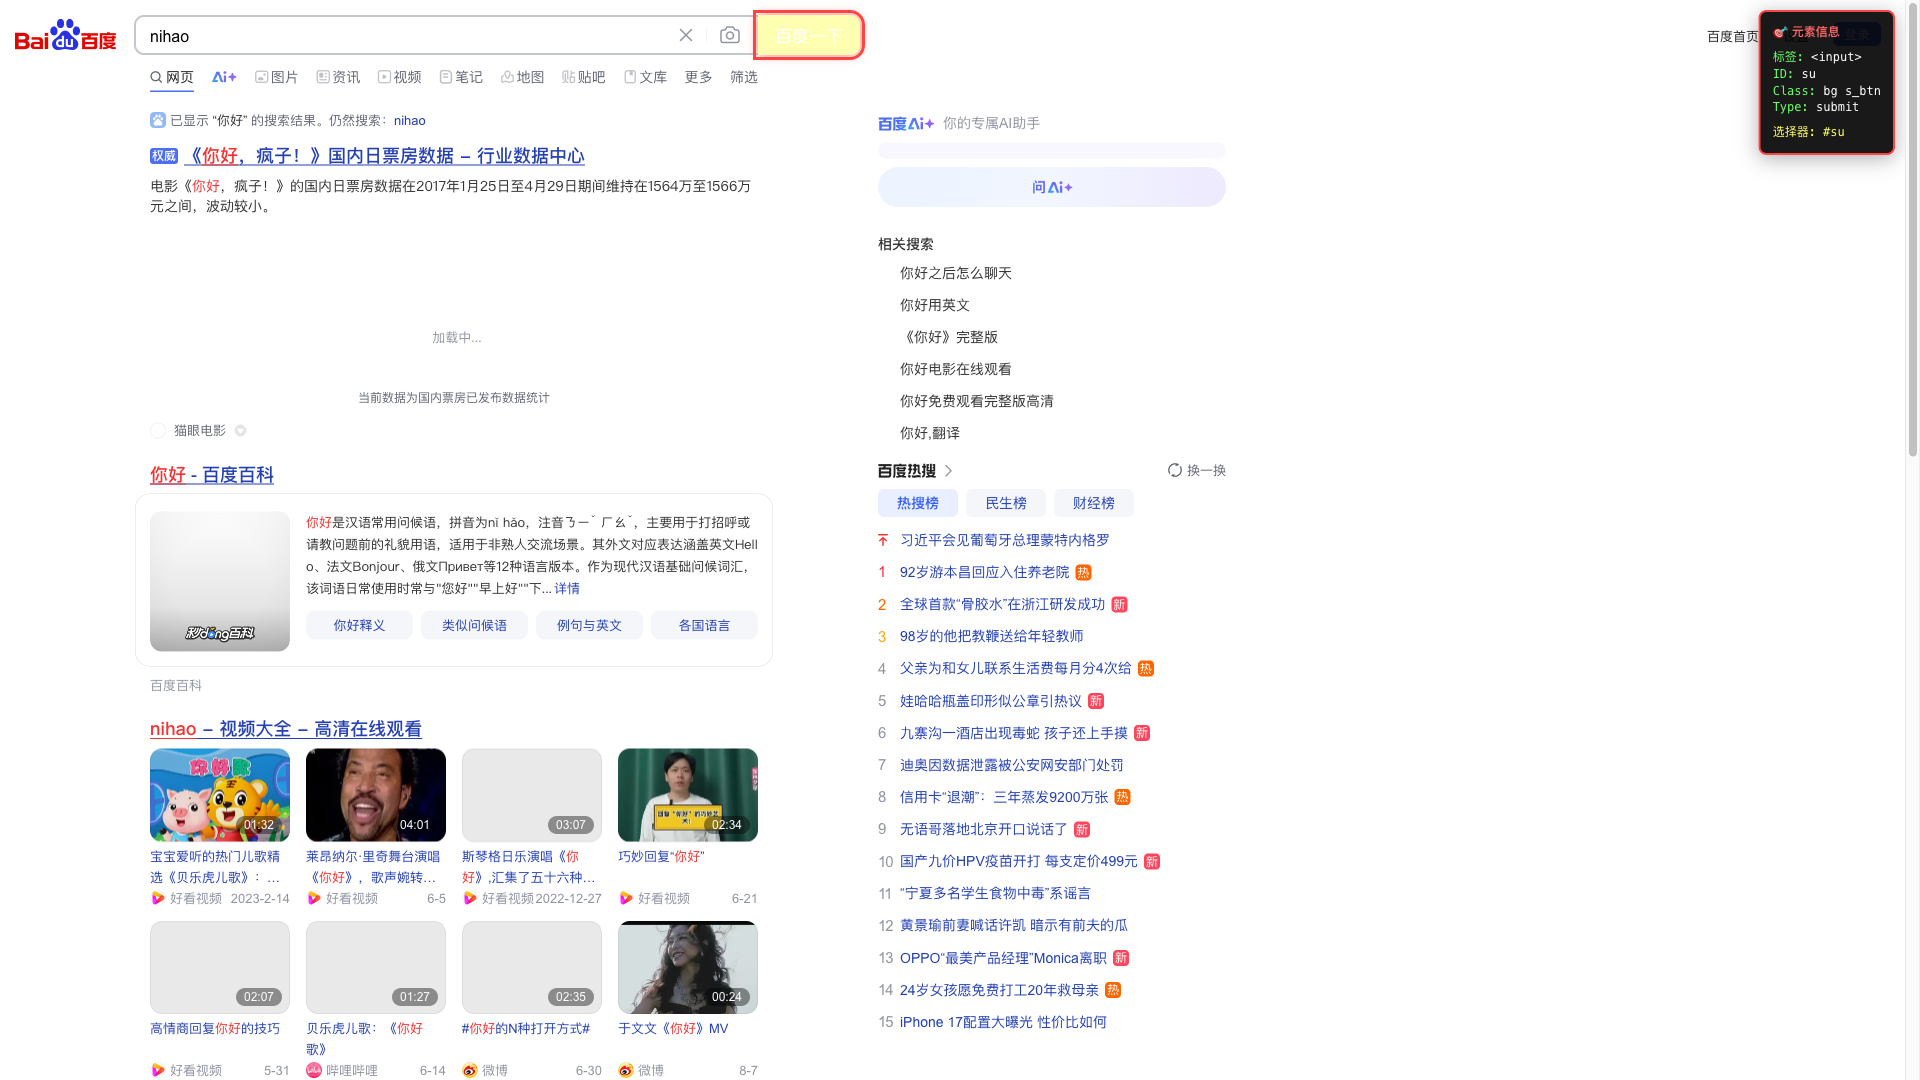 Bai du 百度
nihao
百度一下
百度首页
登录
🎯 元素信息
标签: <input>
ID: su
Class: bg s_btn
Type: submit
选择器: #su
网页 Ai+ 图片 资讯 视频 笔记 地图 贴吧 文库 更多 筛选
已显示 “你好” 的搜索结果。仍然搜索：nihao
权威 《你好，疯子！》国内日票房数据 – 行业数据中心
电影《你好，疯子！》的国内日票房数据在2017年1月25日至4月29日期间维持在1564万至1566万
元之间，波动较小。
加载中...
当前数据为国内票房已发布数据统计
猫眼电影
你好 - 百度百科
你好是汉语常用问候语，拼音为nǐ hǎo，注音ㄋㄧˇ ㄏㄠˇ，主要用于打招呼或
请教问题前的礼貌用语，适用于非熟人交流场景。其外文对应表达涵盖英文Hell
o、法文Bonjour、俄文Привет等12种语言版本。作为现代汉语基础问候词汇，
该词语日常使用时常与"您好""早上好""下... 详情
秒dong百科
你好释义 类似问候语 例句与英文 各国语言
百度百科
nihao – 视频大全 – 高清在线观看
01:32 04:01 03:07 02:34
宝宝爱听的热门儿歌精
选《贝乐虎儿歌》：...
好看视频 2023-2-14
莱昂纳尔·里奇舞台演唱
《你好》，歌声婉转...
好看视频 6-5
斯琴格日乐演唱《你
好》,汇集了五十六种...
好看视频 2022-12-27
巧妙回复“你好”
好看视频 6-21
02:07 01:27 02:35 00:24
高情商回复你好的技巧
好看视频 5-31
贝乐虎儿歌：《你好
歌》
哔哩哔哩 6-14
#你好的N种打开方式#
微博 6-30
于文文《你好》MV
微博 8-7
百度Ai+ 你的专属AI助手
问Ai+
相关搜索
你好之后怎么聊天
你好用英文
《你好》完整版
你好电影在线观看
你好免费观看完整版高清
你好,翻译
百度热搜 换一换
热搜榜 民生榜 财经榜
习近平会见葡萄牙总理蒙特内格罗
1 92岁游本昌回应入住养老院 热
2 全球首款“骨胶水”在浙江研发成功 新
3 98岁的他把教鞭送给年轻教师
4 父亲为和女儿联系生活费每月分4次给 热
5 娃哈哈瓶盖印形似公章引热议 新
6 九寨沟一酒店出现毒蛇 孩子还上手摸 新
7 迪奥因数据泄露被公安网安部门处罚
8 信用卡“退潮”：三年蒸发9200万张 热
9 无语哥落地北京开口说话了 新
10 国产九价HPV疫苗开打 每支定价499元 新
11 “宁夏多名学生食物中毒”系谣言
12 黄景瑜前妻喊话许凯 暗示有前夫的瓜
13 OPPO“最美产品经理”Monica离职 新
14 24岁女孩愿免费打工20年救母亲 热
15 iPhone 17配置大曝光 性价比如何